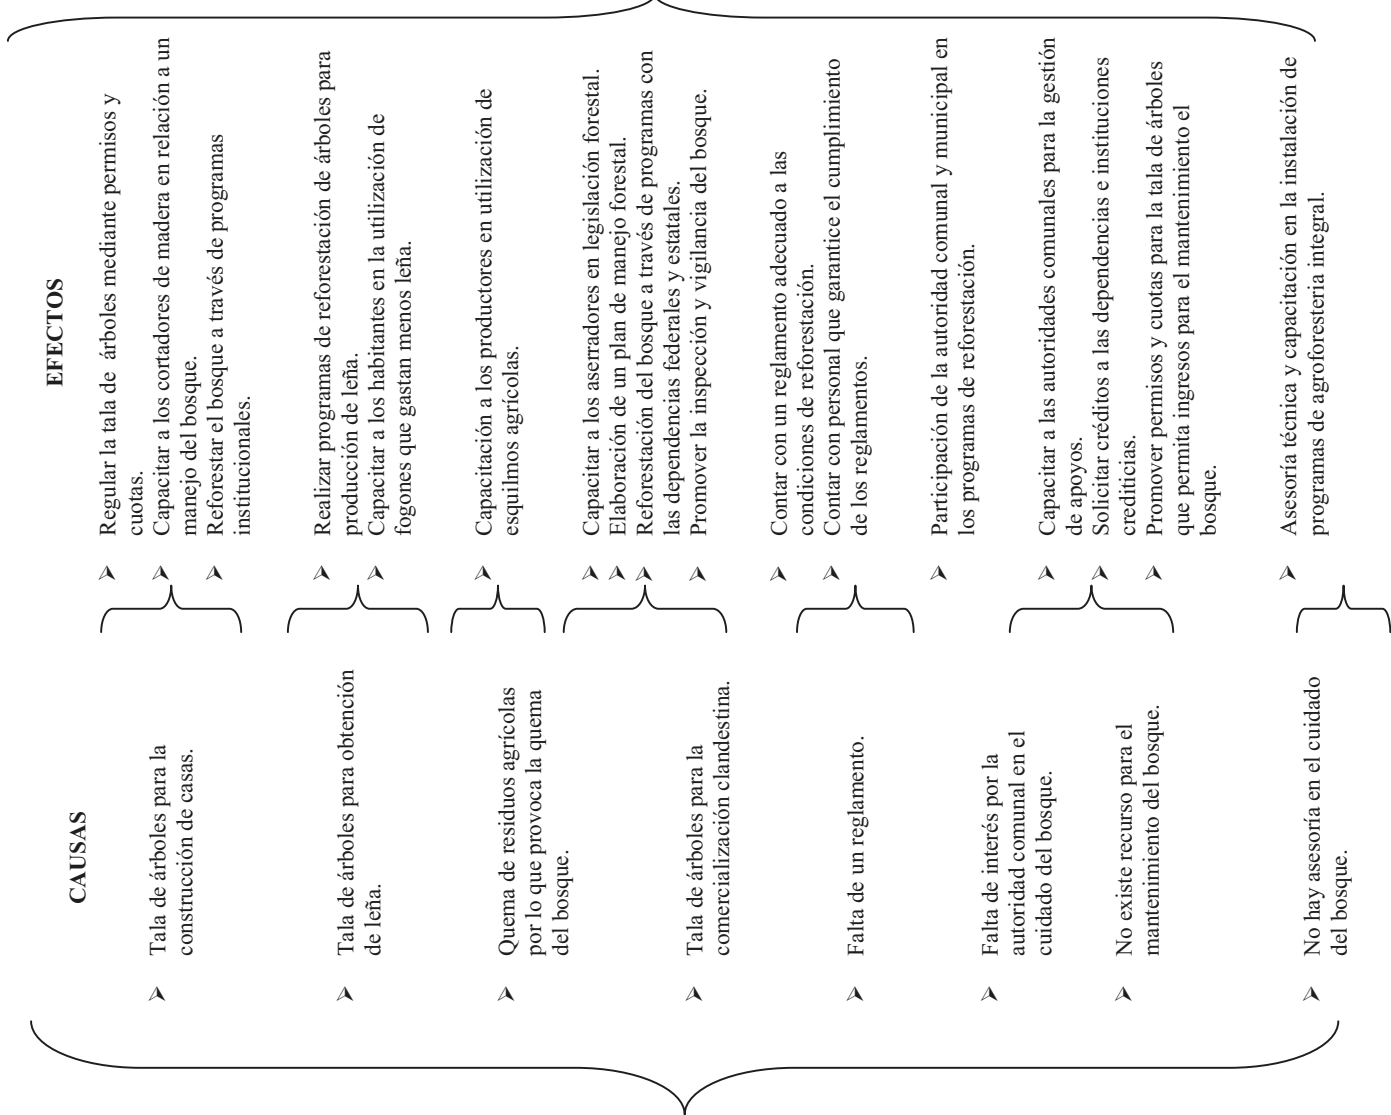 CAUSAS
Tala de árboles para la
construcción de casas.
Tala de árboles para obtención
de leña.
Quema de residuos agrícolas
por lo que provoca la quema
del bosque.
Tala de árboles para la
comercialización clandestina.
Falta de un reglamento.
Falta de interés por la
autoridad comunal en el
cuidado del bosque.
No existe recurso para el
mantenimiento del bosque.
No hay asesoría en el cuidado
del bosque.
EFECTOS
Regular la tala de árboles mediante permisos y
cuotas.
Capacitar a los cortadores de madera en relación a un
manejo del bosque.
Reforestar el bosque a través de programas
institucionales.
Realizar programas de reforestación de árboles para
producción de leña.
Capacitar a los habitantes en la utilización de
fogones que gastan menos leña.
Capacitación a los productores en utilización de
esquilmos agrícolas.
Capacitar a los aserradores en legislación forestal.
Elaboración de un plan de manejo forestal.
Reforestación del bosque a través de programas con
las dependencias federales y estatales.
Promover la inspección y vigilancia del bosque.
Contar con un reglamento adecuado a las
condiciones de reforestación.
Contar con personal que garantice el cumplimiento
de los reglamentos.
Participación de la autoridad comunal y municipal en
los programas de reforestación.
Capacitar a las autoridades comunales para la gestión
de apoyos.
Solicitar créditos a las dependencias e instituciones
crediticias.
Promover permisos y cuotas para la tala de árboles
que permita ingresos para el mantenimiento el
bosque.
Asesoría técnica y capacitación en la instalación de
programas de agroforesteria integral.